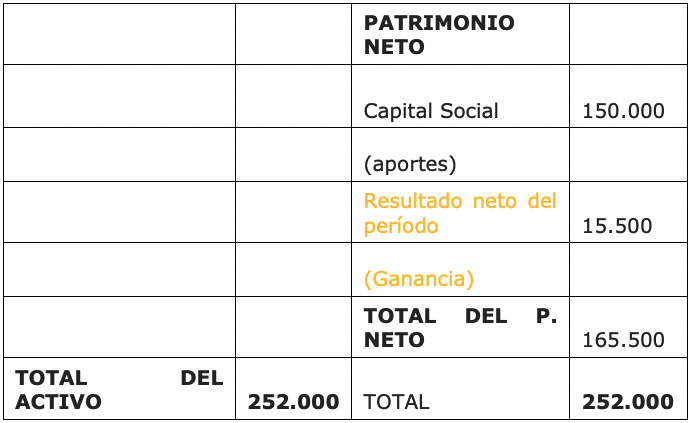 PATRIMONIO
NETO
Capital Social 150.000
(aportes)
Resultado neto del
período 15.500
(Ganancia)
TOTAL DEL P.
NETO 165.500
TOTAL DEL
ACTIVO 252.000 TOTAL 252.000